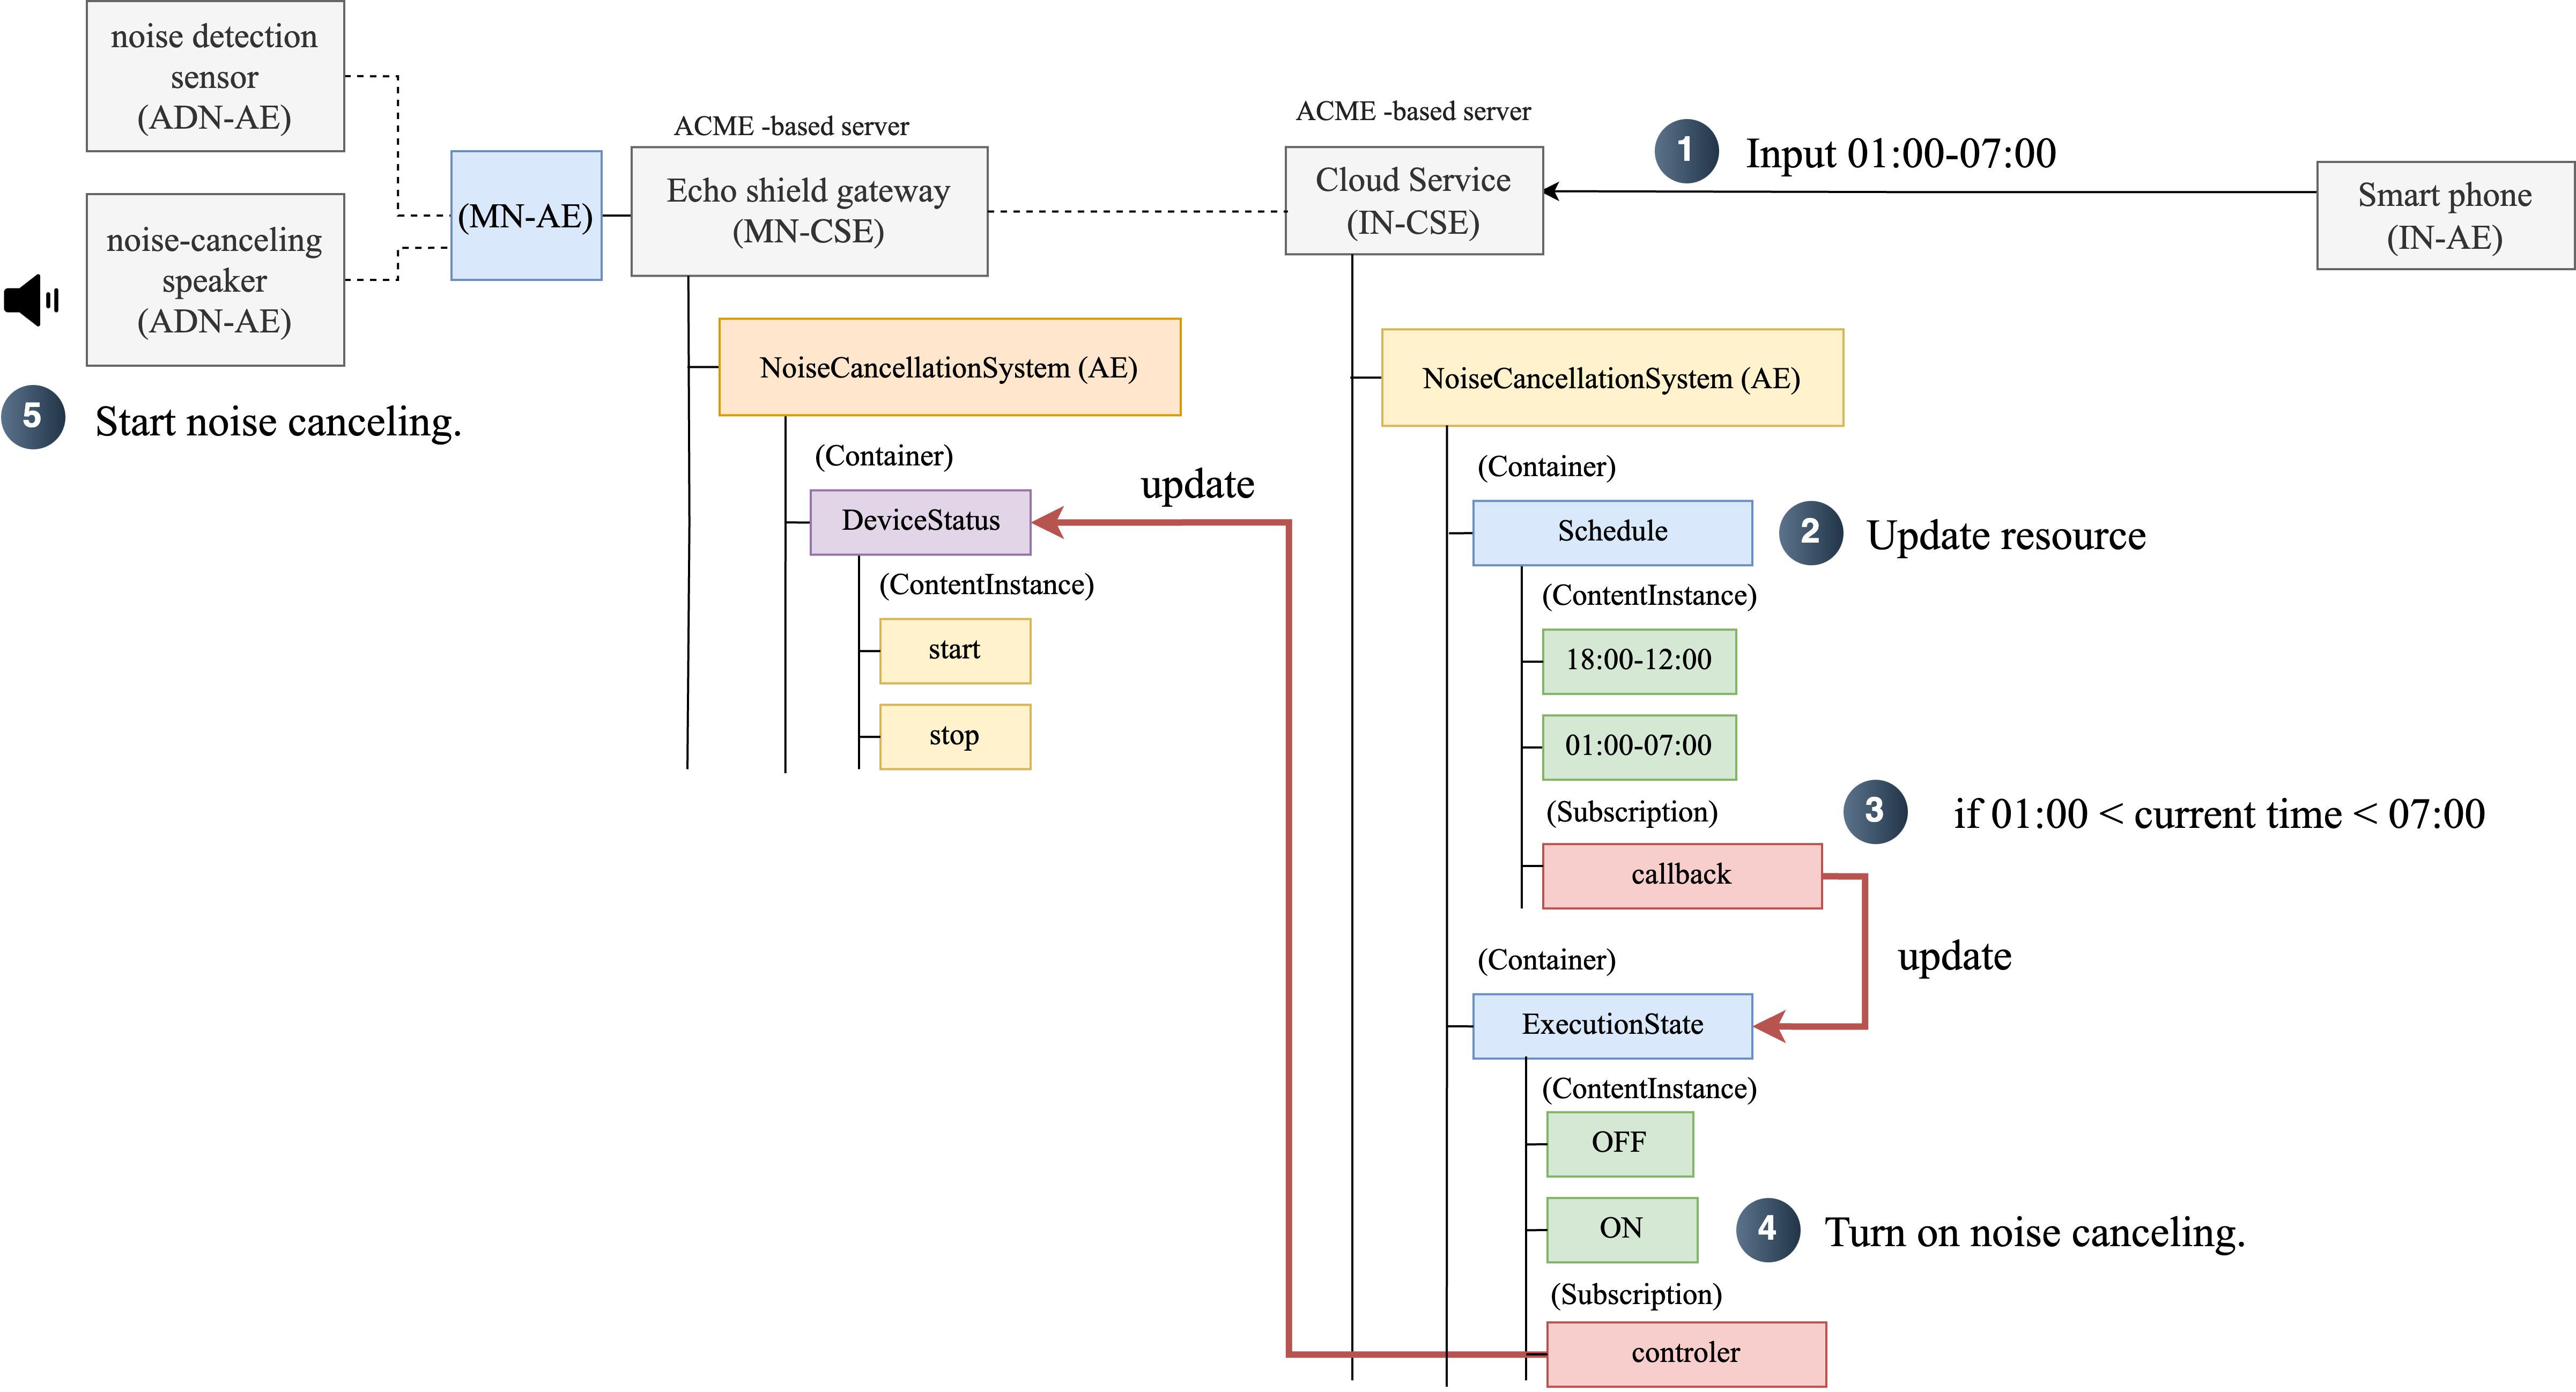 noise detection
sensor
(ADN-AE)
noise-canceling
speaker
(ADN-AE)
5
Start noise canceling.
(MN-AE)
ACME -based server
Echo shield gateway
(MN-CSE)
NoiseCancellationSystem (AE)
(Container)
DeviceStatus
(ContentInstance)
start
stop
update
ACME -based server
Cloud Service
(IN-CSE)
1
Input 01:00-07:00
Smart phone
(IN-AE)
NoiseCancellationSystem (AE)
(Container)
Schedule
2
Update resource
(ContentInstance)
18:00-12:00
01:00-07:00
(Subscription)
3
if 01:00 < current time < 07:00
callback
update
(Container)
ExecutionState
(ContentInstance)
OFF
ON
4
Turn on noise canceling.
(Subscription)
controler